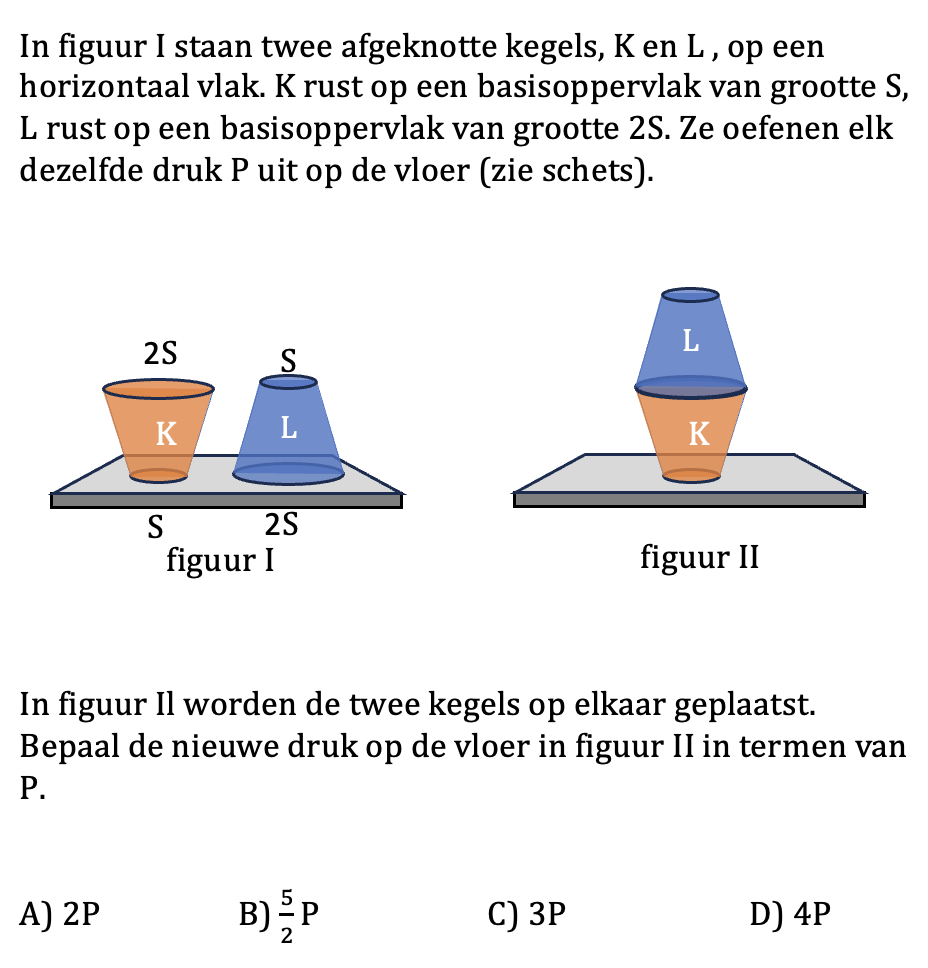 In figuur I staan twee afgeknotte kegels, K en L , op een
horizontaal vlak. K rust op een basisoppervlak van grootte S,
L rust op een basisoppervlak van grootte 2S. Ze oefenen elk
dezelfde druk P uit op de vloer (zie schets).
2S
S
K
L
S
2S
figuur I
L
K
figuur II
In figuur Il worden de twee kegels op elkaar geplaatst.
Bepaal de nieuwe druk op de vloer in figuur II in termen van
P.
A) 2P B) 5/2 P C) 3P D) 4P